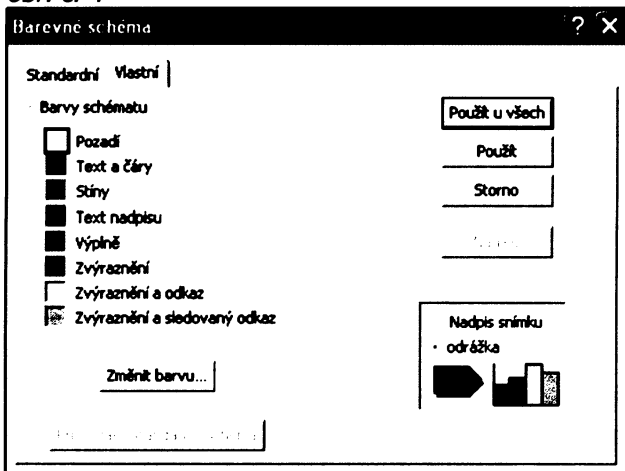 Barevné schéma
Standardní Vlastní
Barvy schématu
Pozadí
Text a čáry
Stíny
Text nadpisu
Výplně
Zvýraznění
Zvýraznění a odkaz
Zvýraznění a sledovaný odkaz
Změnit barvu...
Použít u všech
Použít
Storno
Nadpis snímku
• odrážka